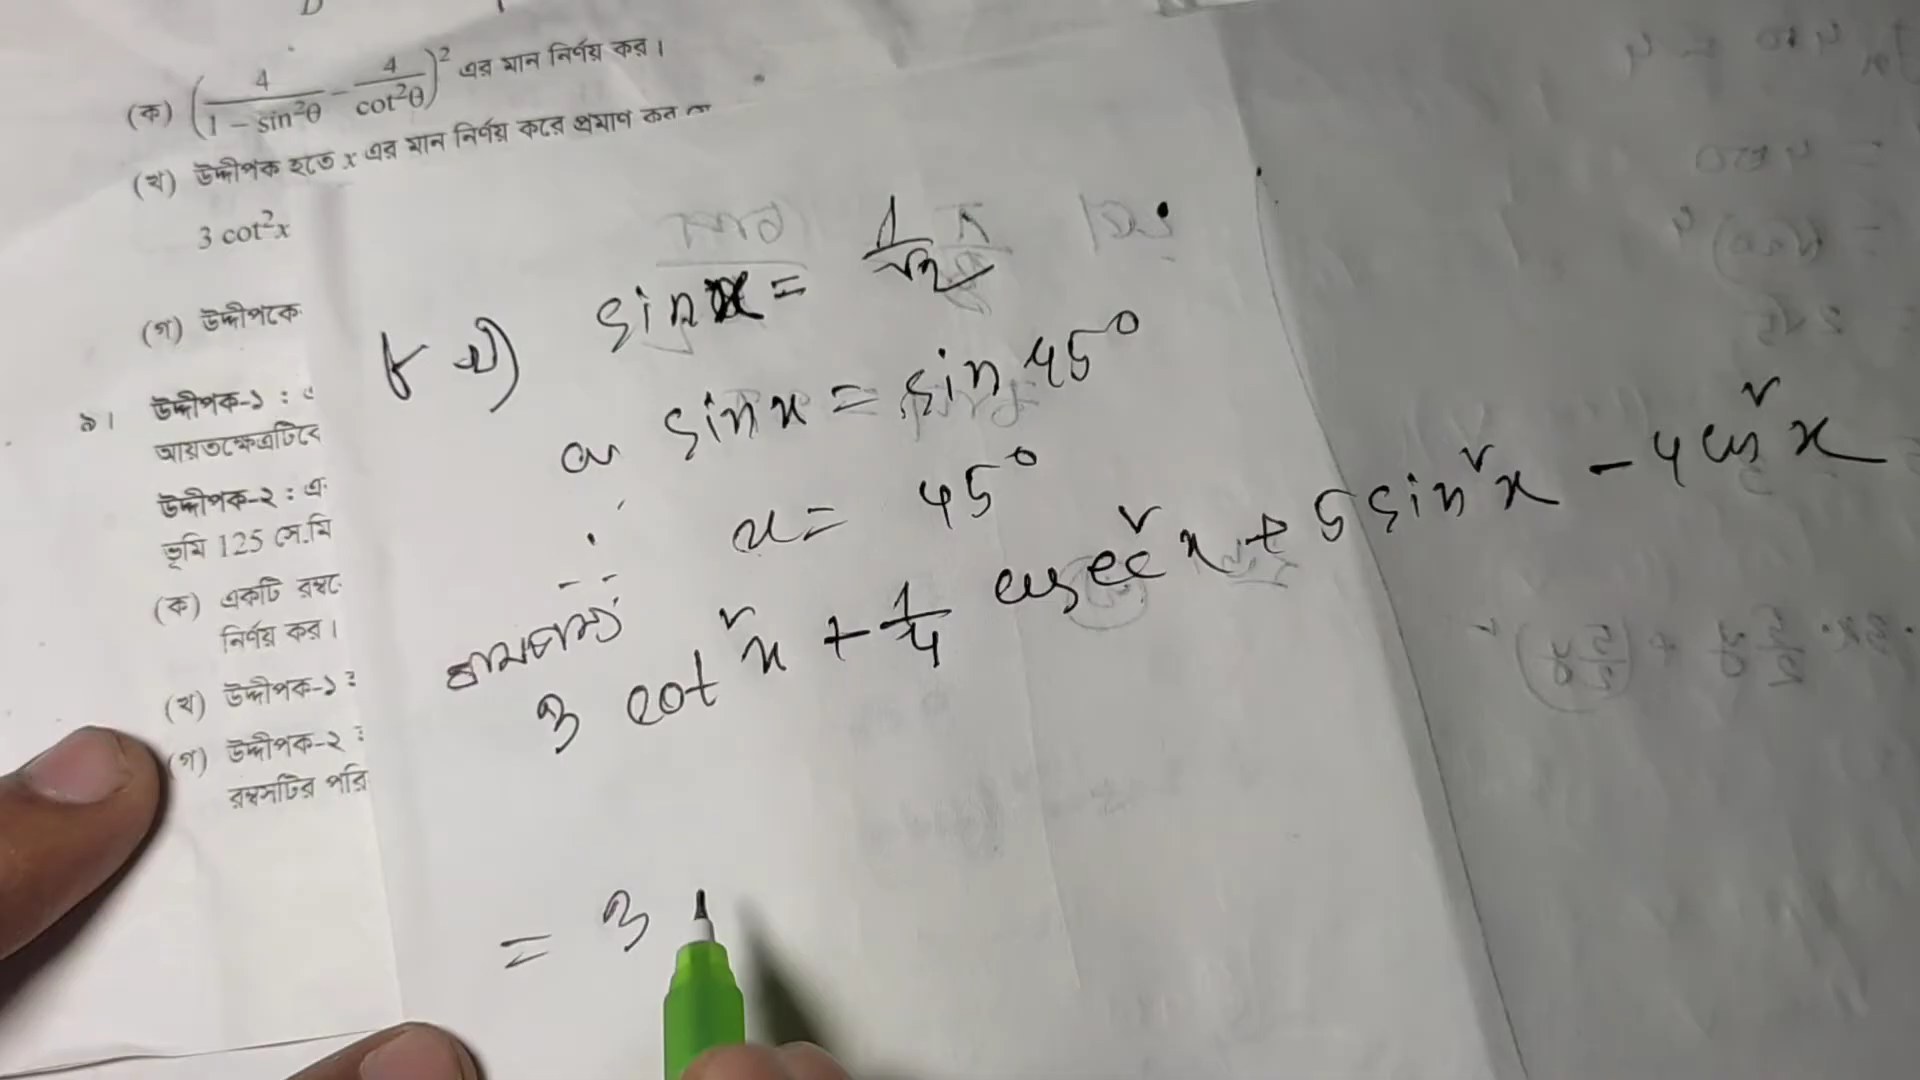 (ক) (4/(1 – sin²θ) – 4/cot²θ)² এর মান নির্ণয় কর।
(খ) উদ্দীপক হতে x এর মান নির্ণয় করে প্রমাণ কর
3 cot²x
(গ) উদ্দীপকে
৯। উদ্দীপক-১ :
আয়তক্ষেত্রটিকে
উদ্দীপক-২ : এ
ভূমি 125 সে.মি
(ক) একটি রম্বে
নির্ণয় কর।
(খ) উদ্দীপক-১
(গ) উদ্দীপক-২
রম্বসটির পরি
sin x = 1/√2
or sin x = sin 45°
∴ x = 45°
বামপক্ষ
3 cot²x + 1/4 cosec²x + 5 sin²x – 4 cos²x
= 3